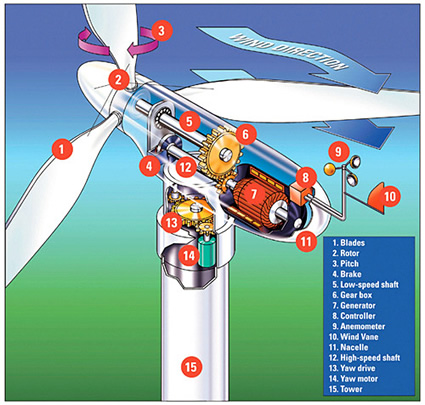 3
WIND DIRECTION
2
5
6
1
9
4
12
8
7
10
13
11
14
15
1. Blades
2. Rotor
3. Pitch
4. Brake
5. Low-speed shaft
6. Gear box
7. Generator
8. Controller
9. Anemometer
10. Wind Vane
11. Nacelle
12. High-speed shaft
13. Yaw drive
14. Yaw motor
15. Tower